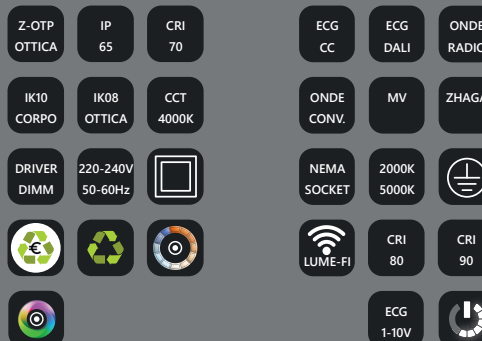 Z-OTP
OTTICA
IP
65
CRI
70
ECG
CC
ECG
DALI
ONDE
RADIO
IK10
CORPO
IK08
OTTICA
CCT
4000K
ONDE
CONV.
MV
ZHAGA
DRIVER
DIMM
220-240V
50-60Hz
NEMA
SOCKET
2000K
5000K
€
LUME-FI
CRI
80
CRI
90
ECG
1-10V